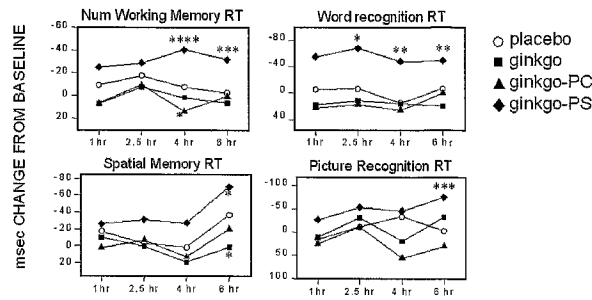 Num Working Memory RT
-60
-40
-20
0
20
****
***
*
1 hr 2.5 hr 4 hr 6 hr
Word recognition RT
-80
-40
0
40
*
**
**
1 hr 2.5 hr 4 hr 6 hr
placebo
ginkgo
ginkgo-PC
ginkgo-PS
msec CHANGE FROM BASELINE
Spatial Memory RT
-80
-60
-40
-20
0
20
*
*
1 hr 2.5 hr 4 hr 6 hr
Picture Recognition RT
-100
-50
0
50
100
***
1 hr 2.5 hr 4 hr 6 hr